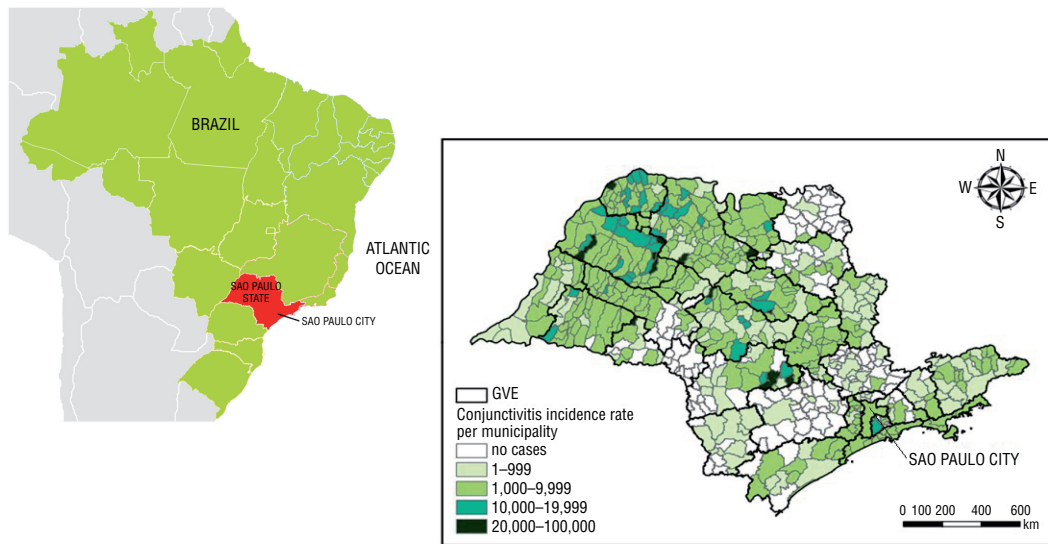 BRAZIL
ATLANTIC
OCEAN
SAO PAULO
STATE
SAO PAULO CITY
N
W E
S
GVE
Conjunctivitis incidence rate
per municipality
no cases
1–999
1,000–9,999
10,000–19,999
20,000–100,000
SAO PAULO CITY
0 100 200 400 600
km